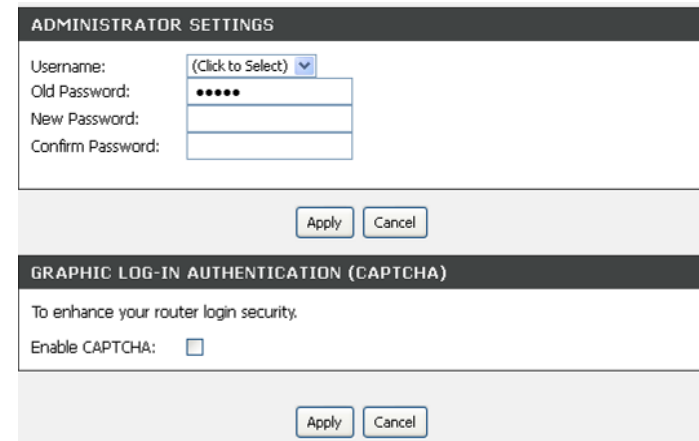 ADMINISTRATOR SETTINGS
Username: (Click to Select)
Old Password: •••••
New Password:
Confirm Password:
Apply Cancel
GRAPHIC LOG-IN AUTHENTICATION (CAPTCHA)
To enhance your router login security.
Enable CAPTCHA:
Apply Cancel